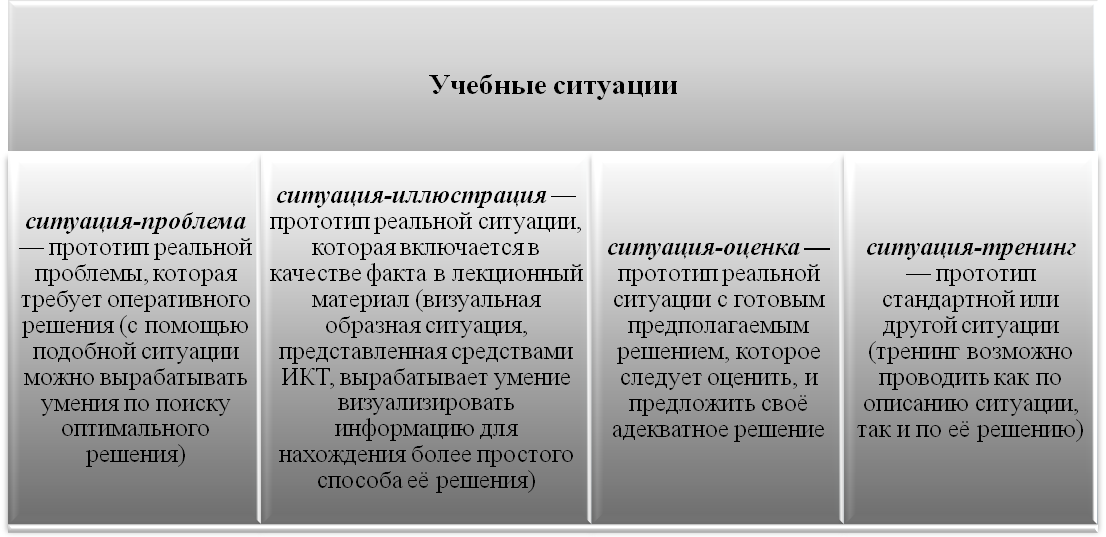 Учебные ситуации
ситуация-проблема
— прототип реальной
проблемы, которая
требует оперативного
решения (с помощью
подобной ситуации
можно вырабатывать
умения по поиску
оптимального
решения)
ситуация-иллюстрация —
прототип реальной ситуации,
которая включается в
качестве факта в лекционный
материал (визуальная
образная ситуация,
представленная средствами
ИКТ, вырабатывает умение
визуализировать
информацию для
нахождения более простого
способа её решения)
ситуация-оценка —
прототип реальной
ситуации с готовым
предполагаемым
решением, которое
следует оценить, и
предложить своё
адекватное решение
ситуация-тренинг
— прототип
стандартной или
другой ситуации
(тренинг возможно
проводить как по
описанию ситуации,
так и по её решению)